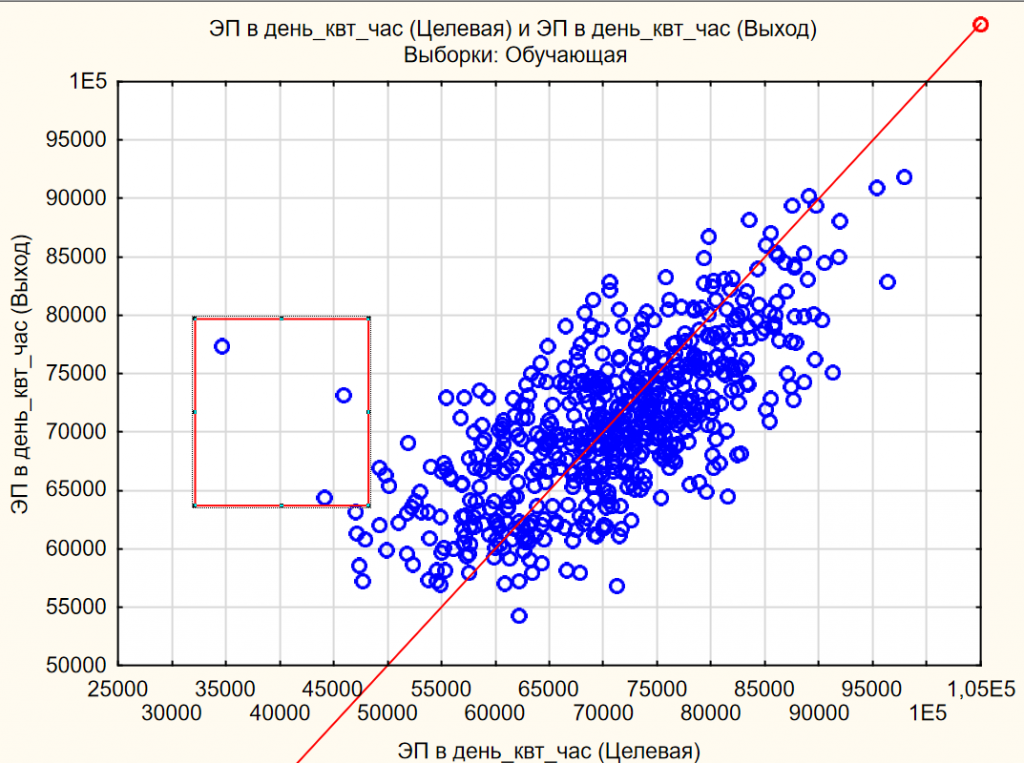 ЭП в день_квт_час (Целевая) и ЭП в день_квт_час (Выход)
Выборки: Обучающая
1E5
95000
90000
85000
80000
75000
70000
65000
60000
55000
50000
ЭП в день_квт_час (Выход)
25000 35000 45000 55000 65000 75000 85000 95000 1,05E5
30000 40000 50000 60000 70000 80000 90000 1E5
ЭП в день_квт_час (Целевая)